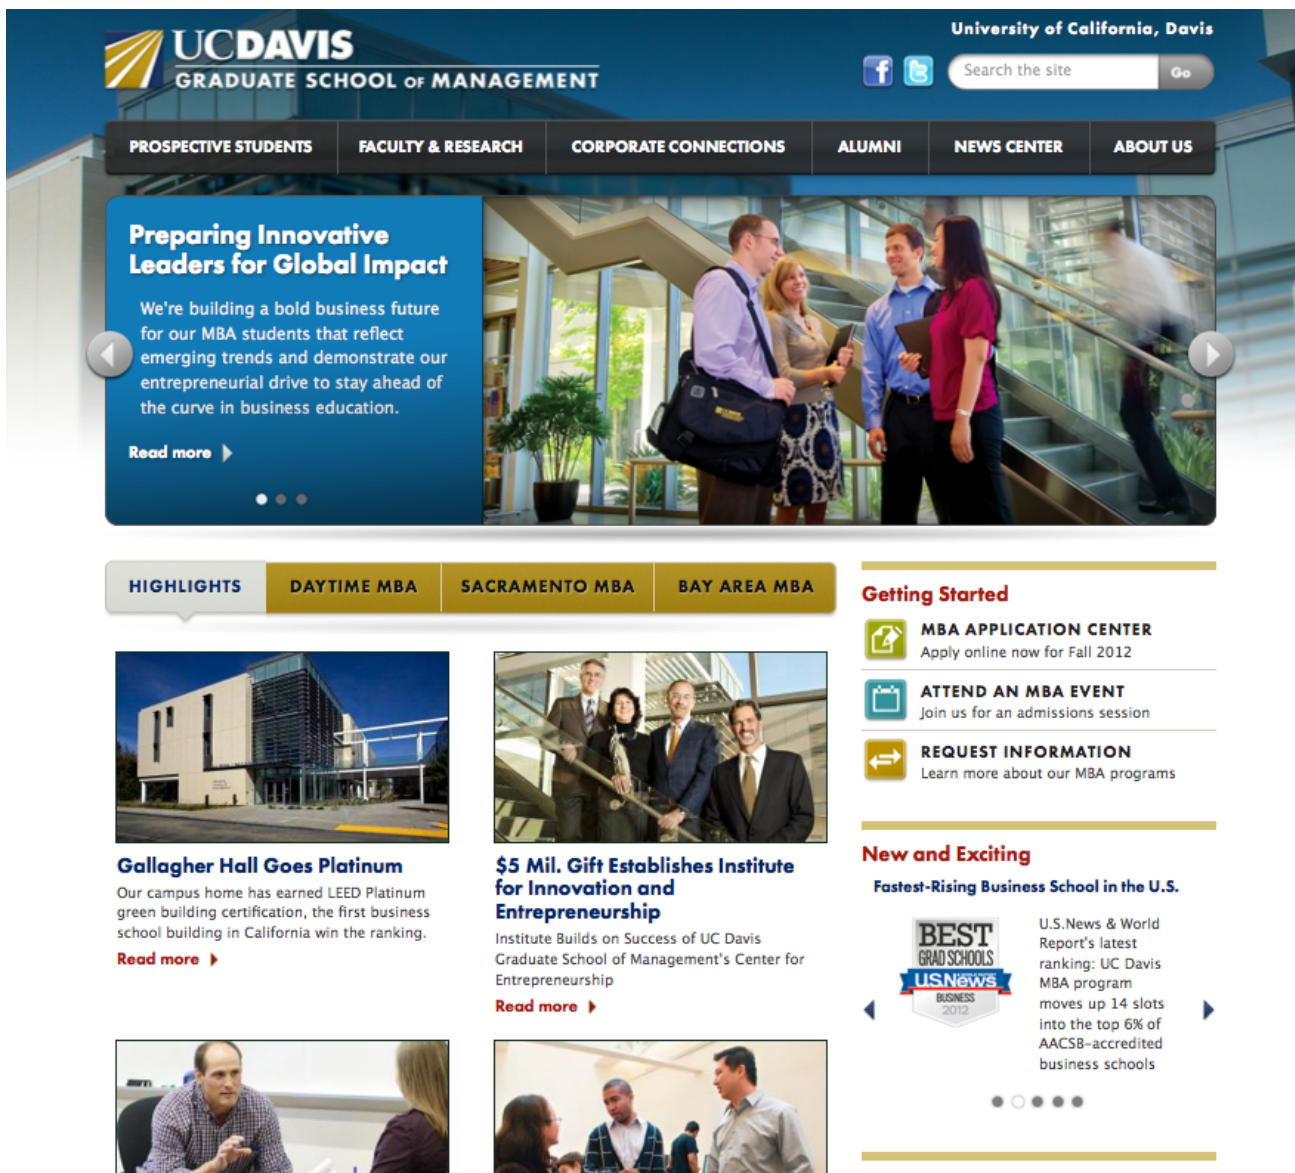 University of California, Davis
UCDAVIS
GRADUATE SCHOOL OF MANAGEMENT
Search the site
Go
PROSPECTIVE STUDENTS
FACULTY & RESEARCH
CORPORATE CONNECTIONS
ALUMNI
NEWS CENTER
ABOUT US
Preparing Innovative
Leaders for Global Impact
We're building a bold business future
for our MBA students that reflect
emerging trends and demonstrate our
entrepreneurial drive to stay ahead of
the curve in business education.
Read more
UCDAVIS
HIGHLIGHTS
DAYTIME MBA
SACRAMENTO MBA
BAY AREA MBA
Gallagher Hall Goes Platinum
Our campus home has earned LEED Platinum
green building certification, the first business
school building in California win the ranking.
Read more
$5 Mil. Gift Establishes Institute
for Innovation and
Entrepreneurship
Institute Builds on Success of UC Davis
Graduate School of Management's Center for
Entrepreneurship
Read more
Getting Started
MBA APPLICATION CENTER
Apply online now for Fall 2012
ATTEND AN MBA EVENT
Join us for an admissions session
REQUEST INFORMATION
Learn more about our MBA programs
New and Exciting
Fastest-Rising Business School in the U.S.
BEST
GRAD SCHOOLS
U.S.News
BUSINESS
2012
U.S.News & World
Report's latest
ranking: UC Davis
MBA program
moves up 14 slots
into the top 6% of
AACSB-accredited
business schools